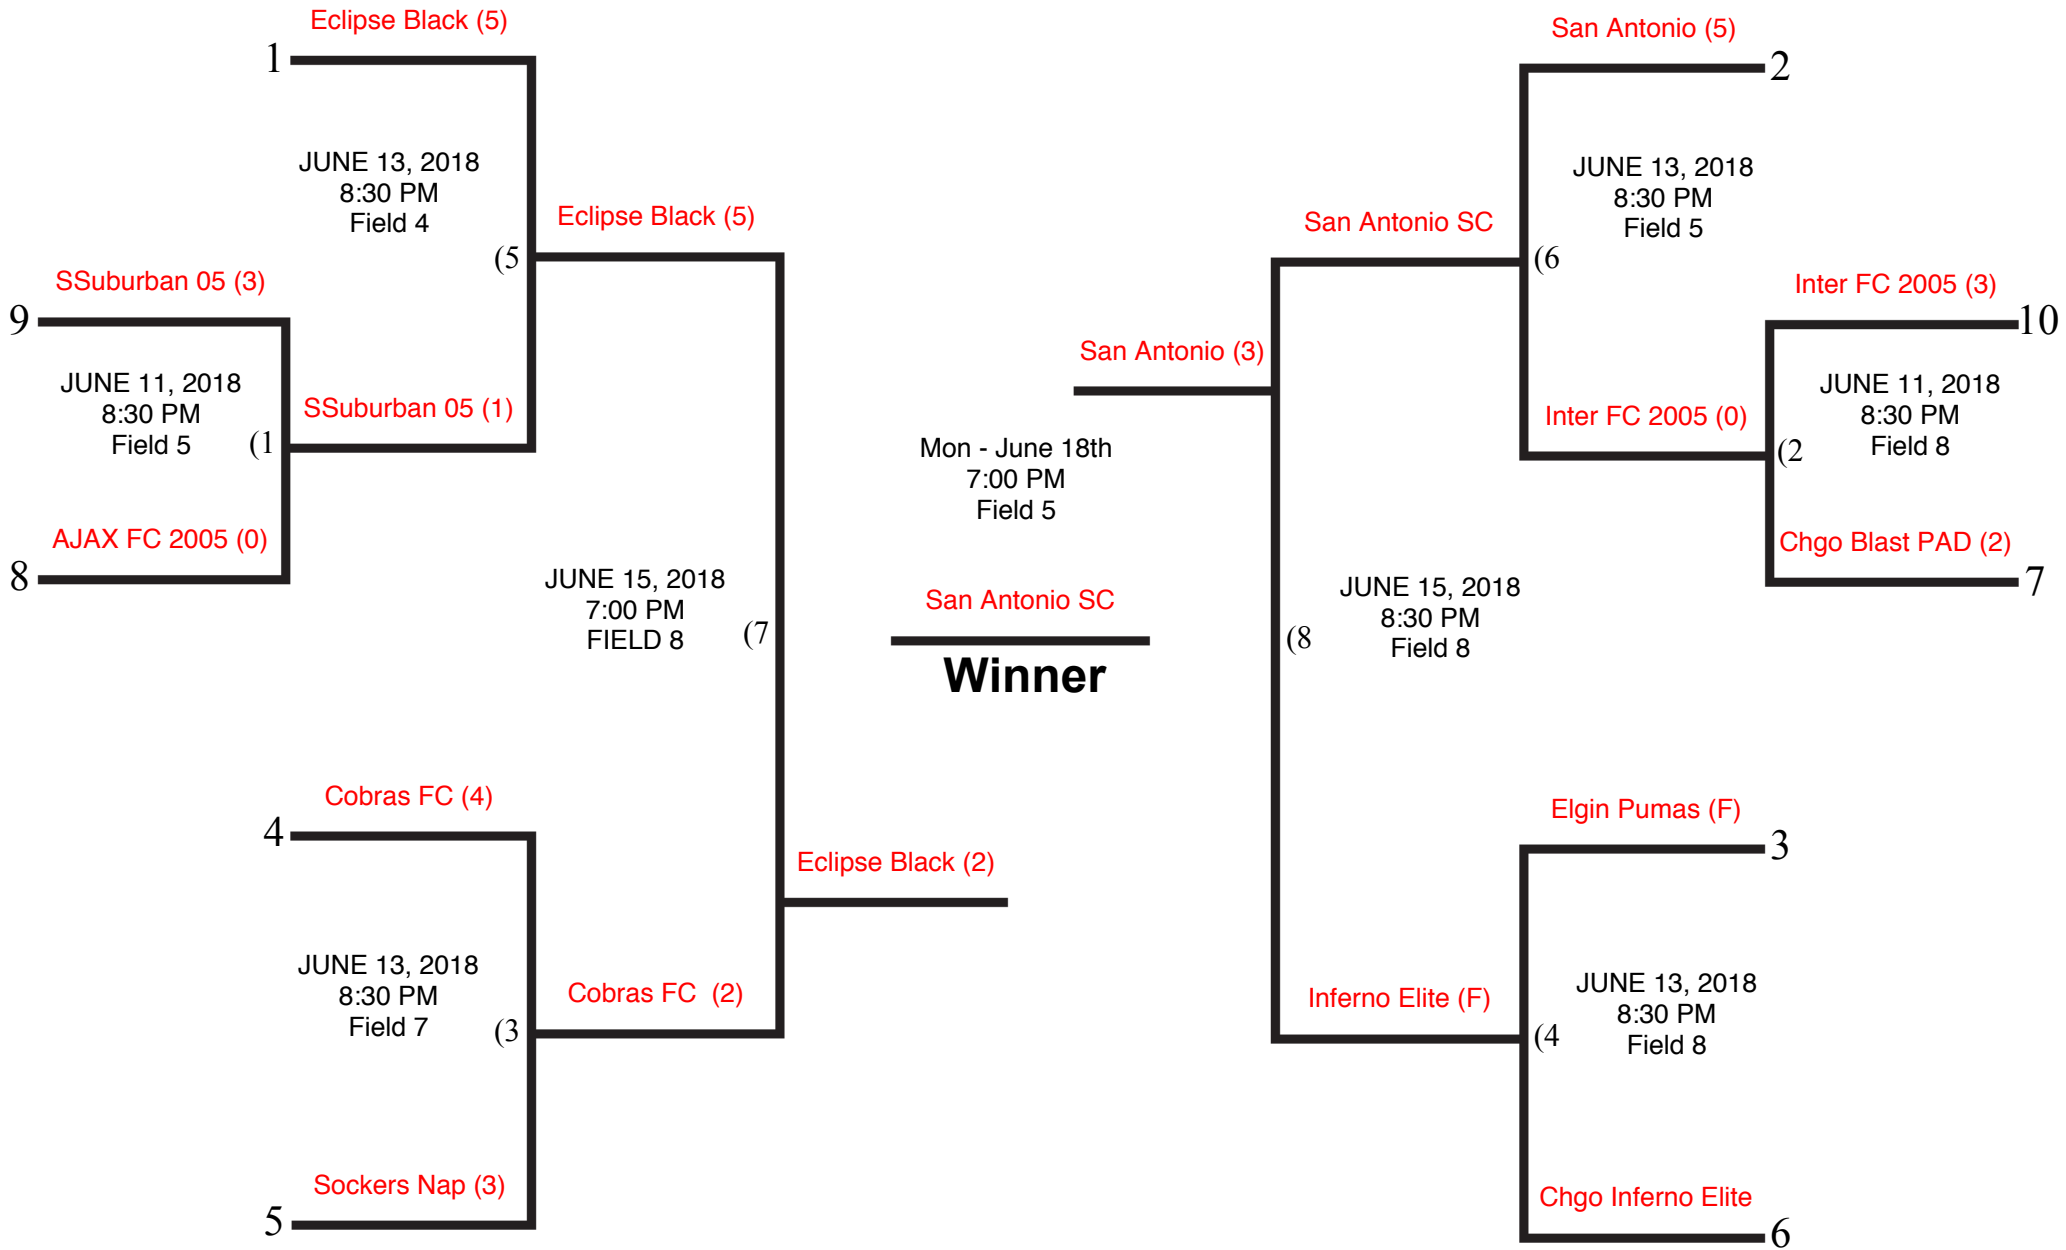 Eclipse Black (5)
1
JUNE 13, 2018
8:30 PM
Field 4
(5
Eclipse Black (5)
SSuburban 05 (3)
9
JUNE 11, 2018
8:30 PM
Field 5
(1
SSuburban 05 (1)
AJAX FC 2005 (0)
8
JUNE 15, 2018
7:00 PM
FIELD 8
(7
Cobras FC (4)
4
JUNE 13, 2018
8:30 PM
Field 7
(3
Cobras FC (2)
Sockers Nap (3)
5
Eclipse Black (2)
San Antonio (3)
Mon - June 18th
7:00 PM
Field 5
San Antonio SC
Winner
San Antonio (5)
2
JUNE 13, 2018
8:30 PM
Field 5
San Antonio SC
(6
Inter FC 2005 (3)
10
JUNE 11, 2018
8:30 PM
Field 8
Inter FC 2005 (0)
(2
Chgo Blast PAD (2)
7
JUNE 15, 2018
8:30 PM
Field 8
(8
Elgin Pumas (F)
3
JUNE 13, 2018
8:30 PM
Field 8
Inferno Elite (F)
(4
Chgo Inferno Elite
6